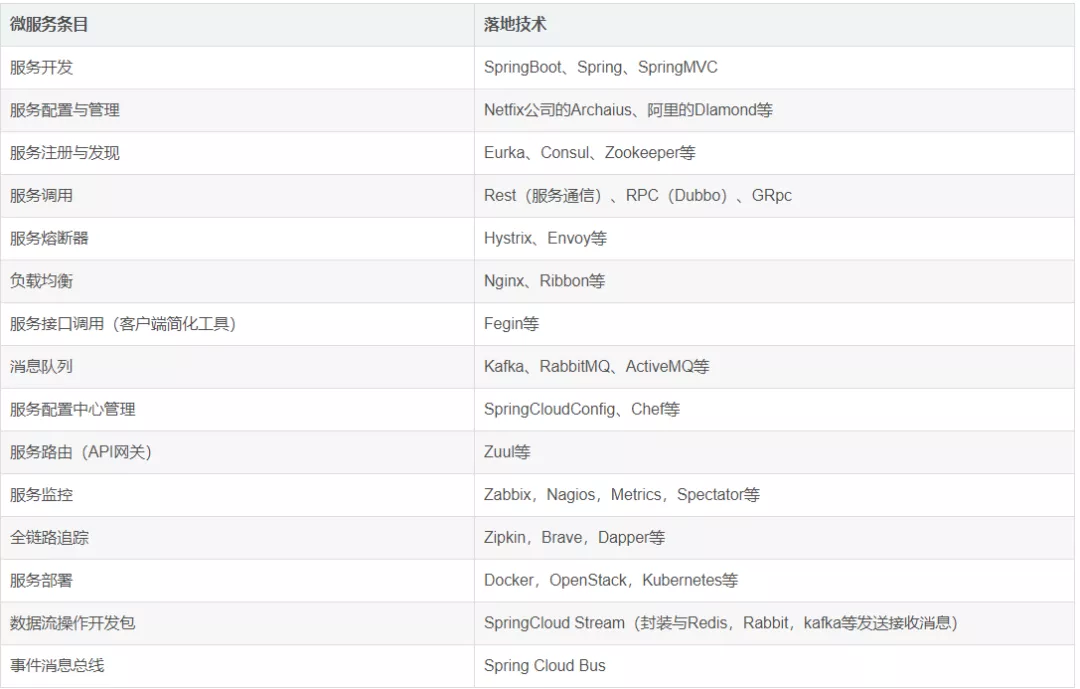 微服务条目 落地技术
服务开发 SpringBoot、Spring、SpringMVC
服务配置与管理 Netfix公司的Archaius、阿里的DIamond等
服务注册与发现 Eurka、Consul、Zookeeper等
服务调用 Rest（服务通信）、RPC（Dubbo）、GRpc
服务熔断器 Hystrix、Envoy等
负载均衡 Nginx、Ribbon等
服务接口调用（客户端简化工具） Fegin等
消息队列 Kafka、RabbitMQ、ActiveMQ等
服务配置中心管理 SpringCloudConfig、Chef等
服务路由（API网关） Zuul等
服务监控 Zabbix，Nagios，Metrics，Spectator等
全链路追踪 Zipkin，Brave，Dapper等
服务部署 Docker，OpenStack，Kubernetes等
数据流操作开发包 SpringCloud Stream（封装与Redis，Rabbit，kafka等发送接收消息）
事件消息总线 Spring Cloud Bus